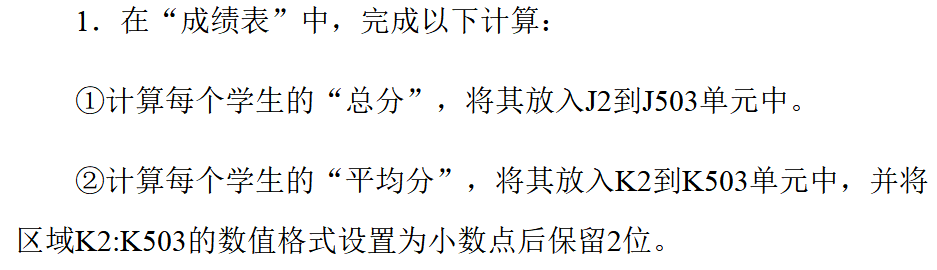 1．在“成绩表”中，完成以下计算：
①计算每个学生的“总分”，将其放入J2到J503单元中。
②计算每个学生的“平均分”，将其放入K2到K503单元中，并将
区域K2:K503的数值格式设置为小数点后保留2位。